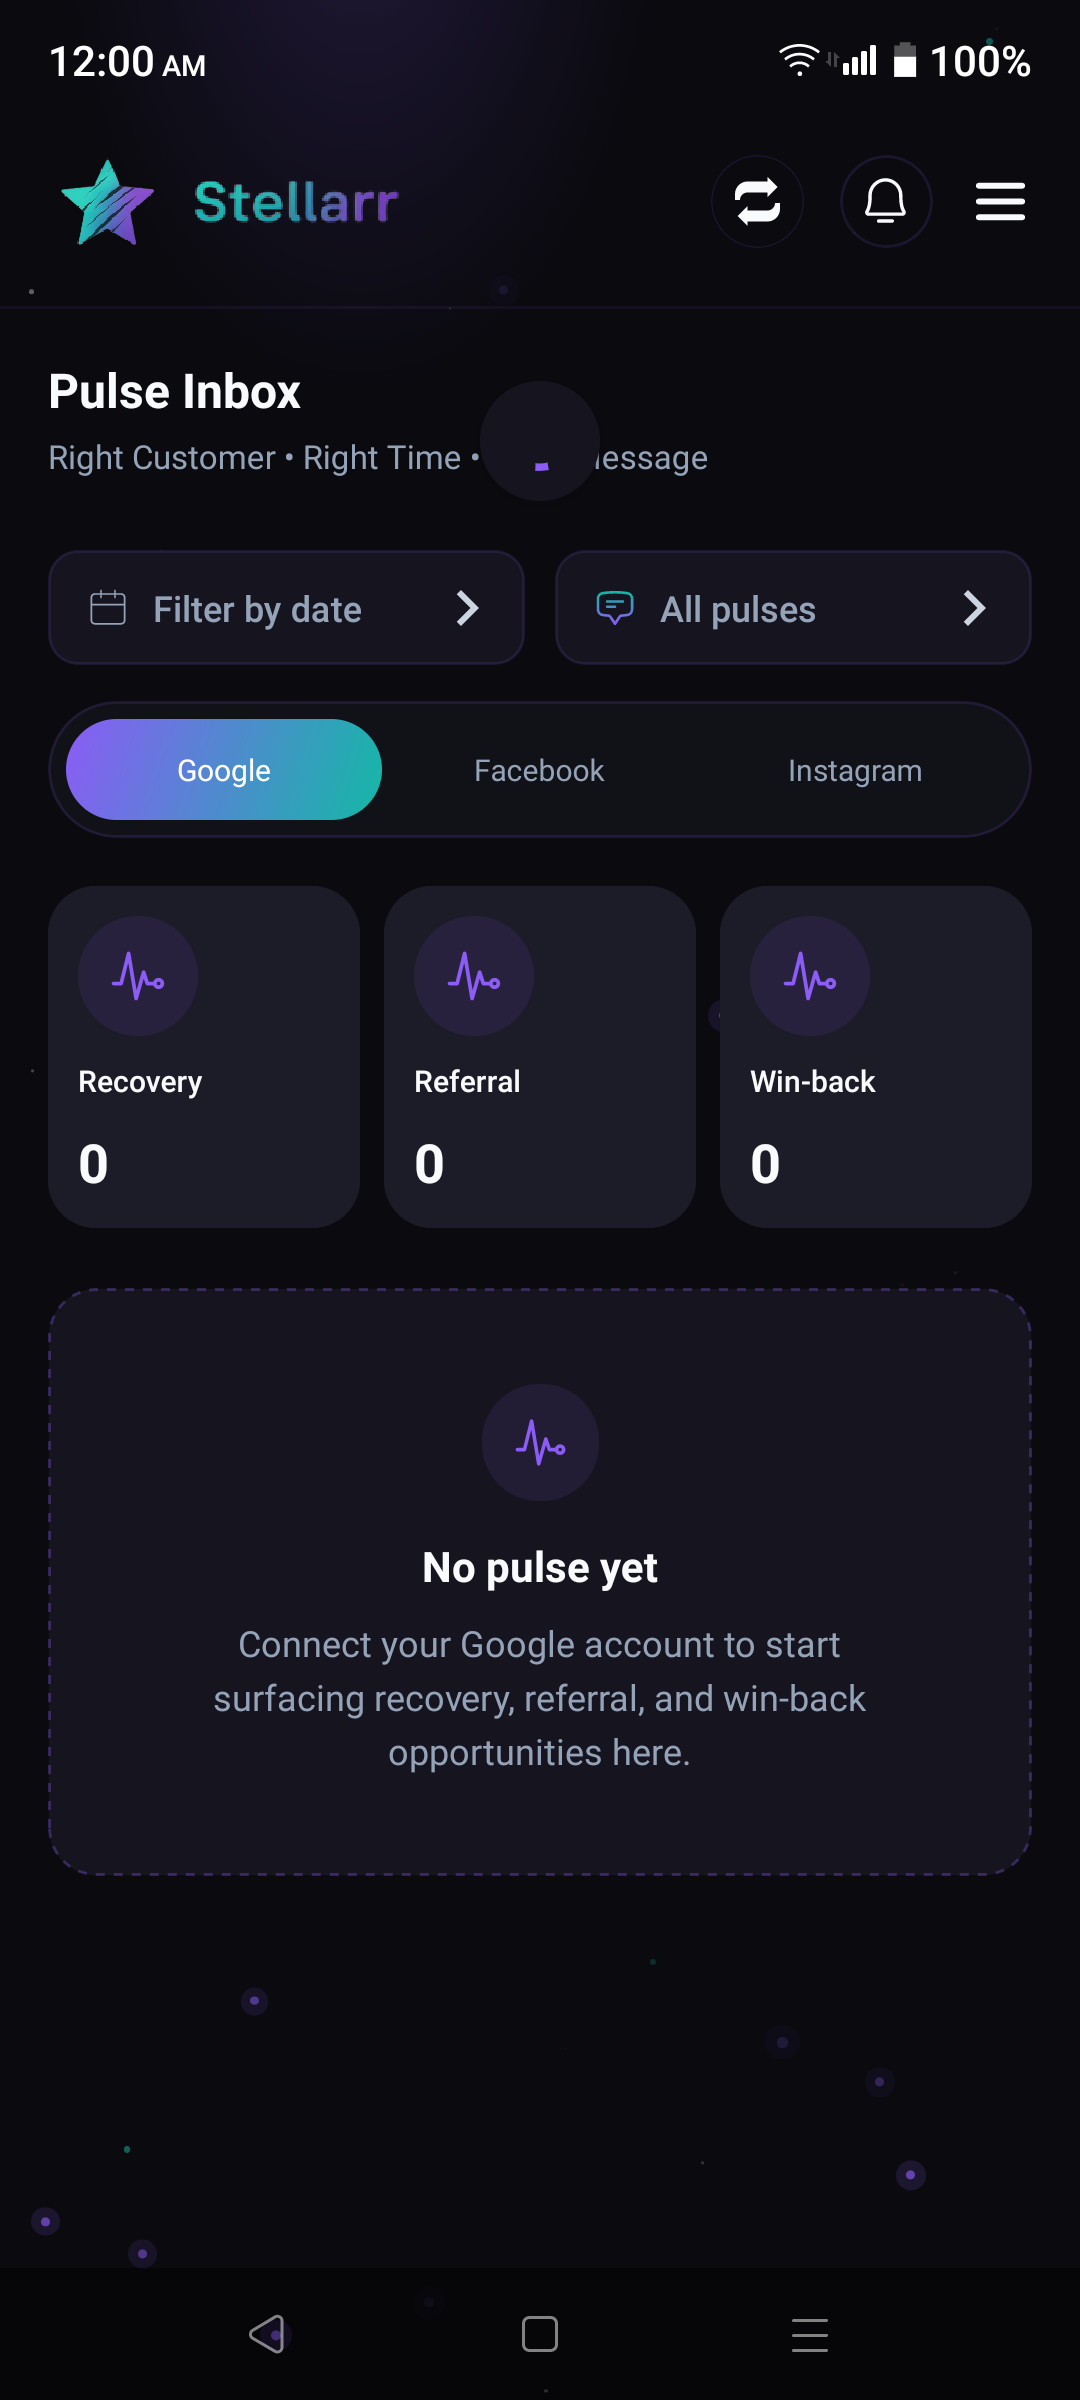 12:00 AM 100%
Stellarr
Pulse Inbox
Right Customer • Right Time • essage
Filter by date
All pulses
Google
Facebook
Instagram
Recovery
Referral
Win-back
0
0
0
No pulse yet
Connect your Google account to start
surfacing recovery, referral, and win-back
opportunities here.